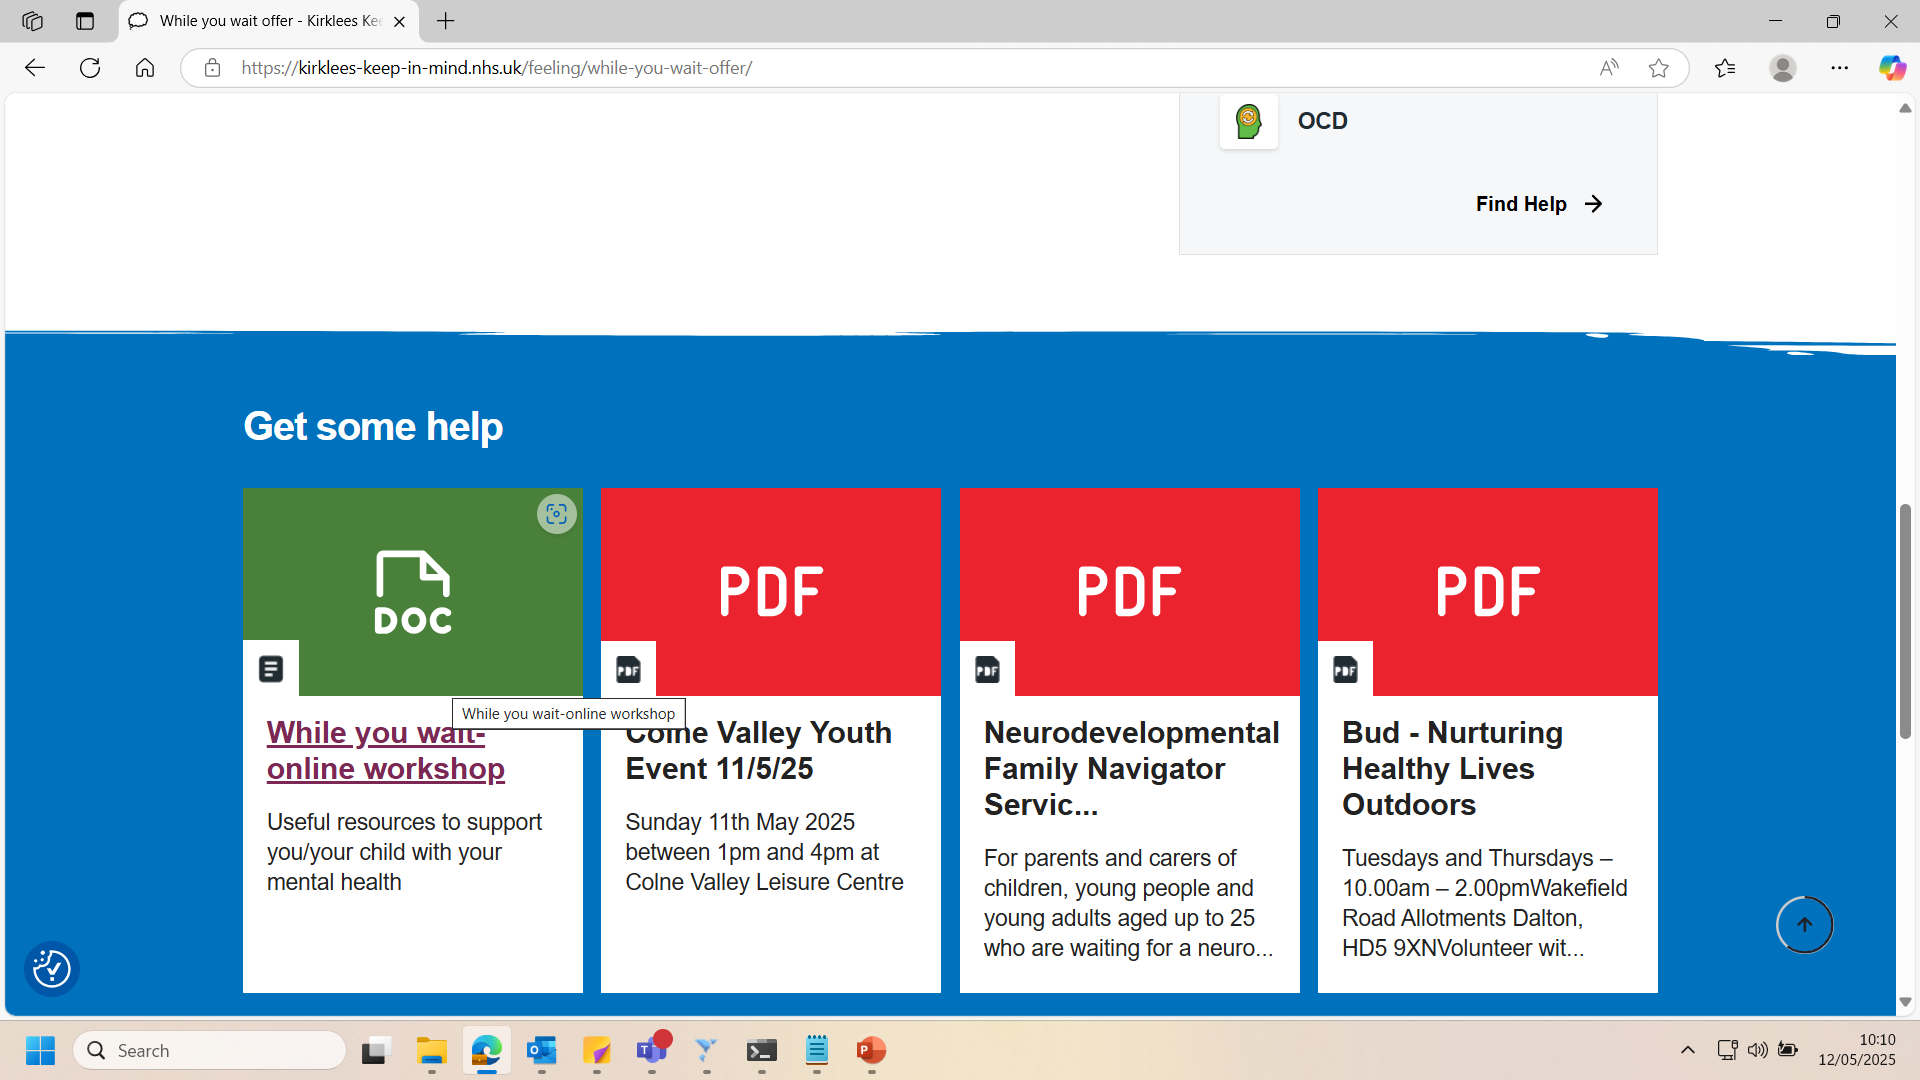 While you wait offer - Kirklees Kee
https://kirklees-keep-in-mind.nhs.uk/feeling/while-you-wait-offer/
OCD
Find Help
Get some help
DOC
While you wait-
online workshop
Useful resources to support
you/your child with your
mental health
While you wait-online workshop
PDF
PDF
Colne Valley Youth
Event 11/5/25
Sunday 11th May 2025
between 1pm and 4pm at
Colne Valley Leisure Centre
PDF
PDF
Neurodevelopmental
Family Navigator
Servic...
For parents and carers of
children, young people and
young adults aged up to 25
who are waiting for a neuro...
PDF
PDF
Bud - Nurturing
Healthy Lives
Outdoors
Tuesdays and Thursdays –
10.00am – 2.00pmWakefield
Road Allotments Dalton,
HD5 9XNVolunteer wit...
Search
10:10
12/05/2025